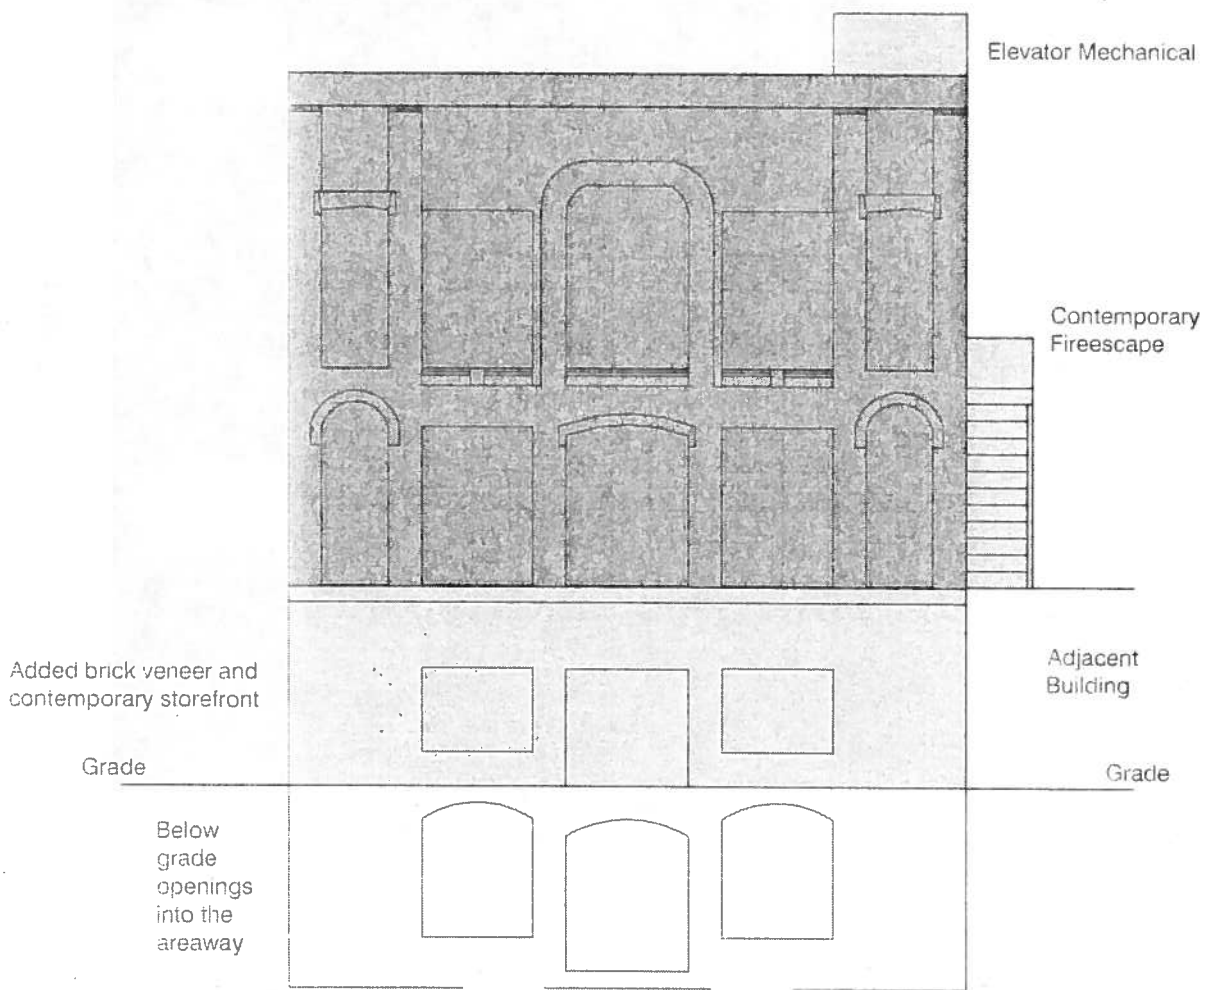 Elevator Mechanical
Contemporary
Fireescape
Added brick veneer and
contemporary storefront
Adjacent
Building
Grade
Grade
Below
grade
openings
into the
areaway